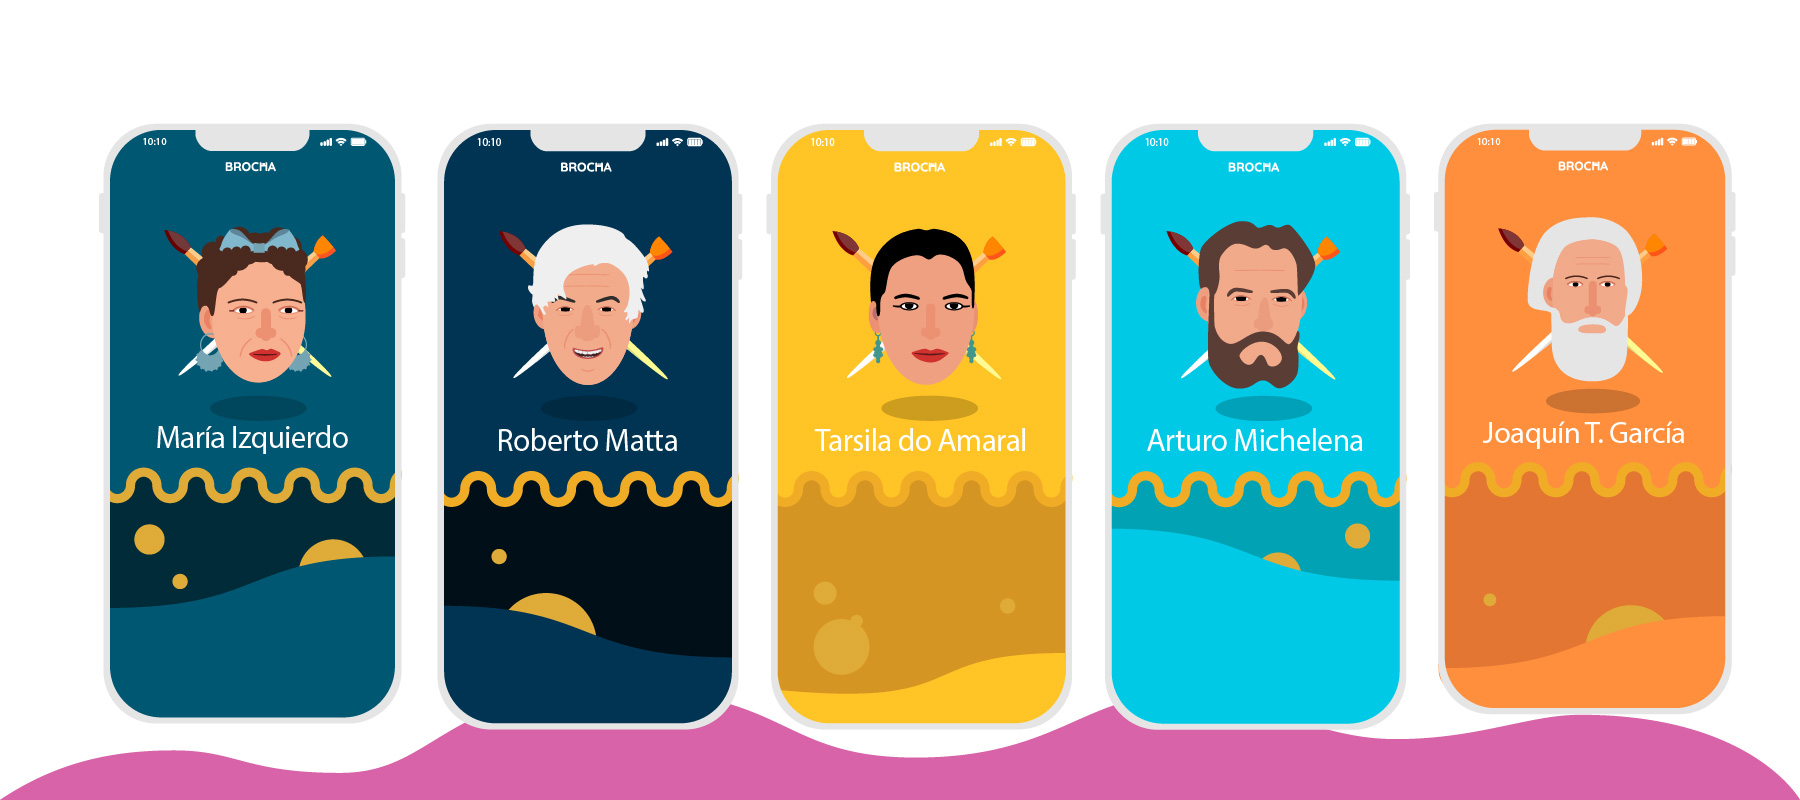 10:10
BROCHA
María Izquierdo
10:10
BROCHA
Roberto Matta
10:10
BROCHA
Tarsila do Amaral
10:10
BROCHA
Arturo Michelena
10:10
BROCHA
Joaquín T. García